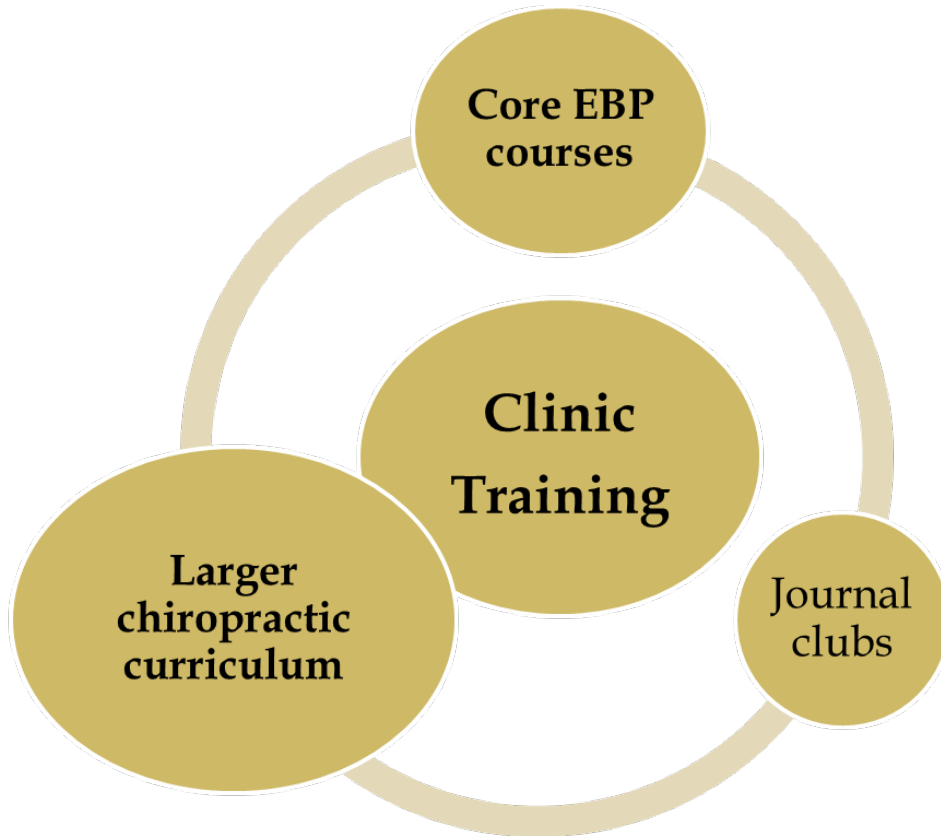 Core EBP
courses
Clinic
Training
Larger
chiropractic
curriculum
Journal
clubs